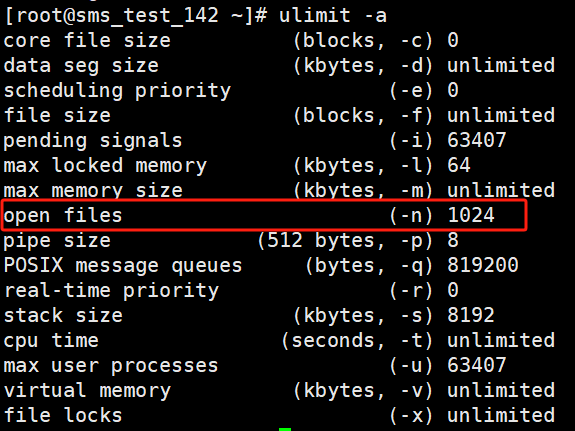 [root@sms_test_142 ~]# ulimit -a
core file size          (blocks, -c) 0
data seg size           (kbytes, -d) unlimited
scheduling priority             (-e) 0
file size               (blocks, -f) unlimited
pending signals                 (-i) 63407
max locked memory       (kbytes, -l) 64
max memory size         (kbytes, -m) unlimited
open files                      (-n) 1024
pipe size            (512 bytes, -p) 8
POSIX message queues     (bytes, -q) 819200
real-time priority              (-r) 0
stack size              (kbytes, -s) 8192
cpu time               (seconds, -t) unlimited
max user processes              (-u) 63407
virtual memory          (kbytes, -v) unlimited
file locks                      (-x) unlimited